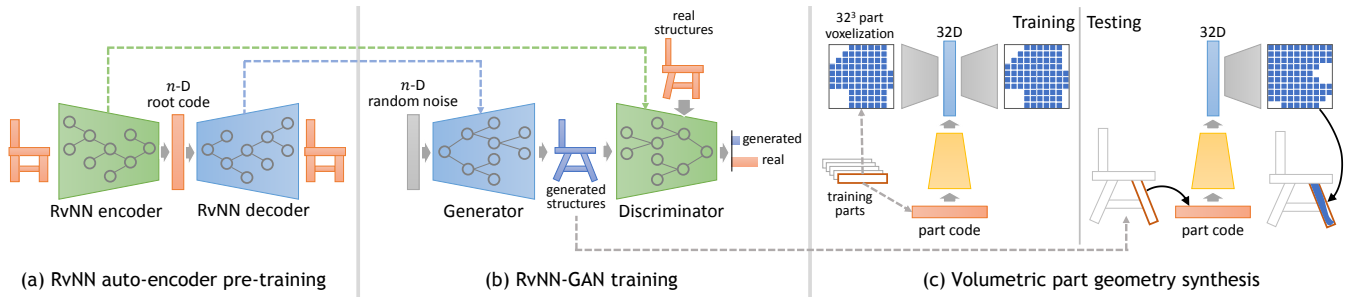 n-D
root code
RvNN encoder
RvNN decoder
(a) RvNN auto-encoder pre-training
real
structures
n-D
random noise
generated
real
generated
structures
Generator
Discriminator
(b) RvNN-GAN training
32³ part
voxelization
32D
Training
Testing
32D
training
parts
part code
part code
(c) Volumetric part geometry synthesis